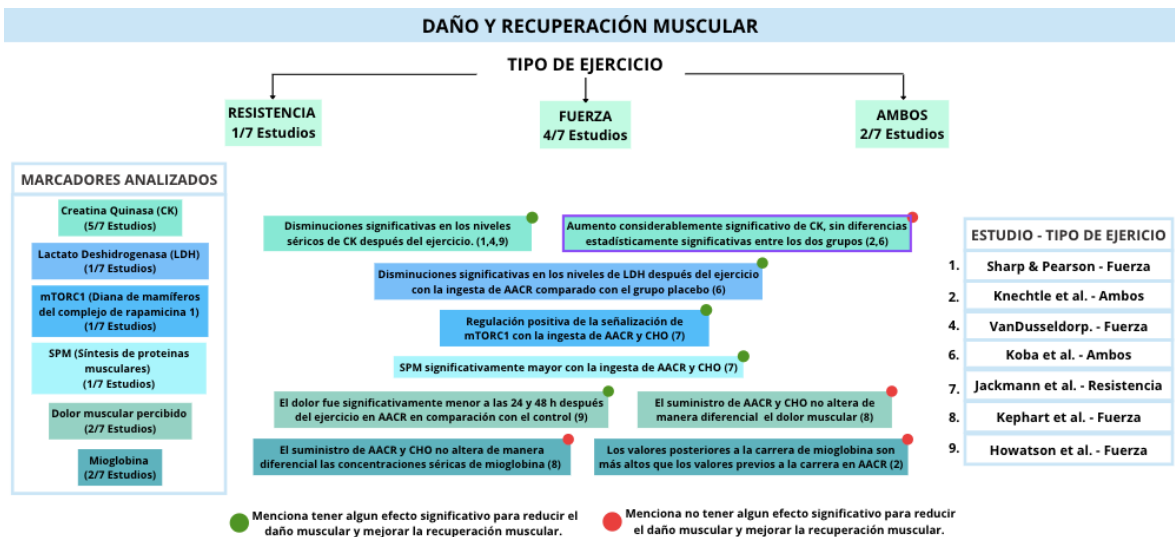 DAÑO Y RECUPERACIÓN MUSCULAR
TIPO DE EJERCICIO
RESISTENCIA
1/7 Estudios
FUERZA
4/7 Estudios
AMBOS
2/7 Estudios
MARCADORES ANALIZADOS
Creatina Quinasa (CK)
(5/7 Estudios)
Lactato Deshidrogenasa (LDH)
(1/7 Estudios)
mTORC1 (Diana de mamíferos
del complejo de rapamicina 1)
(1/7 Estudios)
SPM (Síntesis de proteinas
musculares)
(1/7 Estudios)
Dolor muscular percibido
(2/7 Estudios)
Mioglobina
(2/7 Estudios)
Disminuciones significativas en los niveles
séricos de CK después del ejercicio. (1,4,9)
Aumento considerablemente significativo de CK, sin diferencias
estadísticamente significativas entre los dos grupos (2,6)
Disminuciones significativas en los niveles de LDH después del ejercicio
con la ingesta de AACR comparado con el grupo placebo (6)
Regulación positiva de la señalización de
mTORC1 con la ingesta de AACR y CHO (7)
SPM significativamente mayor con la ingesta de AACR y CHO (7)
El dolor fue significativamente menor a las 24 y 48 h después
del ejercicio en AACR en comparación con el control (9)
El suministro de AACR y CHO no altera de
manera diferencial el dolor muscular (8)
El suministro de AACR y CHO no altera de manera
diferencial las concentraciones séricas de mioglobina (8)
Los valores posteriores a la carrera de mioglobina son
más altos que los valores previos a la carrera en AACR (2)
ESTUDIO - TIPO DE EJERICIO
1. Sharp & Pearson - Fuerza
2. Knechtle et al. - Ambos
4. VanDusseldorp. - Fuerza
6. Koba et al. - Ambos
7. Jackmann et al. - Resistencia
8. Kephart et al. - Fuerza
9. Howatson et al. - Fuerza
Menciona tener algun efecto significativo para reducir el
daño muscular y mejorar la recuperación muscular.
Menciona no tener algun efecto significativo para reducir
el daño muscular y mejorar la recuperación muscular.